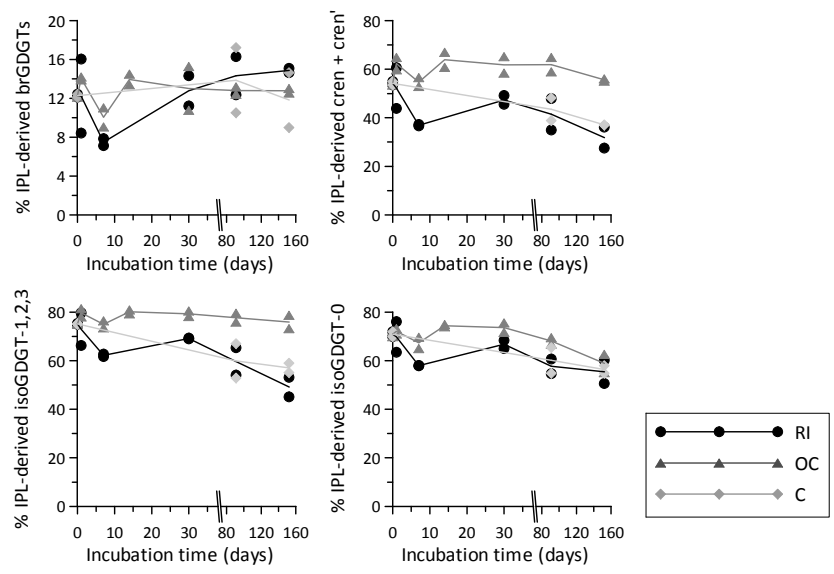 % IPL-derived brGDGTs
20
16
12
8
4
0
0 10 20 30 80 120 160
Incubation time (days)
% IPL-derived cren + cren'
80
60
40
20
0
0 10 20 30 80 120 160
Incubation time (days)
% IPL-derived isoGDGT-1,2,3
80
60
40
20
0
0 10 20 30 80 120 160
Incubation time (days)
% IPL-derived isoGDGT-0
80
60
40
20
0
0 10 20 30 80 120 160
Incubation time (days)
RI
OC
C